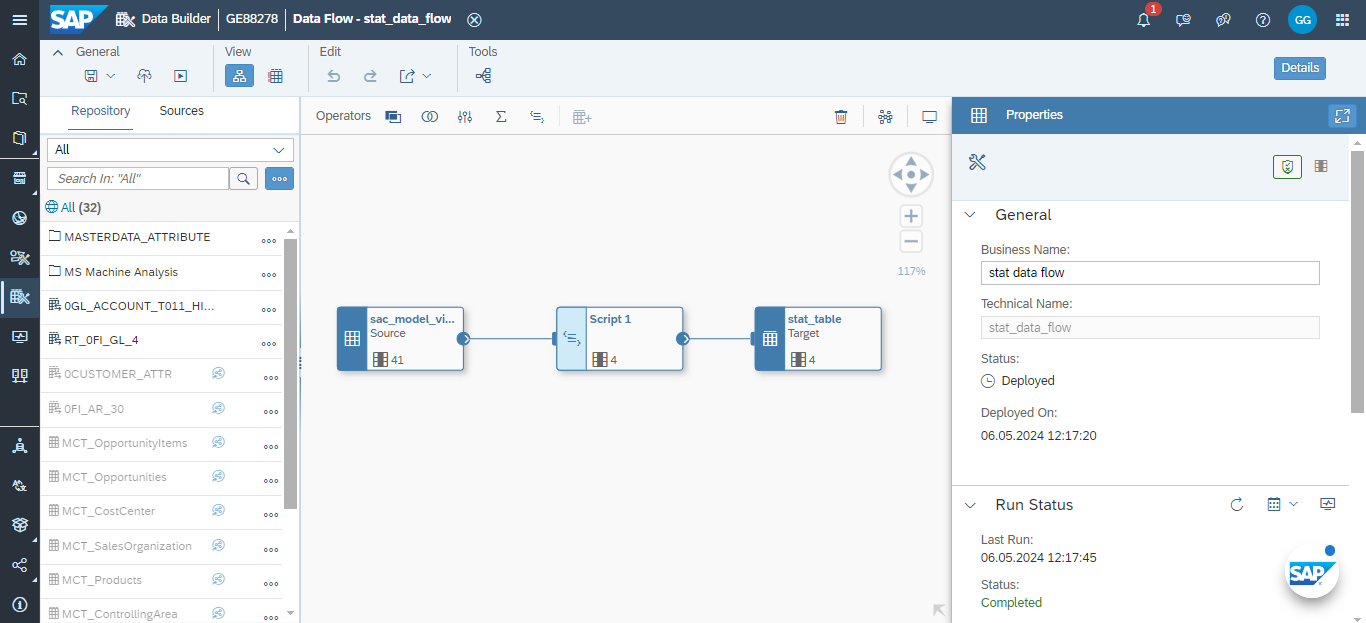 SAP Data Builder GE88278 Data Flow - stat_data_flow 1 GG
General View Edit Tools
Details
Repository Sources
Operators
Properties
All
Search In: "All"
All (32)
MASTERDATA_ATTRIBUTE
MS Machine Analysis
0GL_ACCOUNT_T011_HI...
RT_0FI_GL_4
0CUSTOMER_ATTR
0FI_AR_30
MCT_OpportunityItems
MCT_Opportunities
MCT_CostCenter
MCT_SalesOrganization
MCT_Products
MCT_ControllingArea
117%
sac_model_vi...
Source
41
Script 1
4
stat_table
Target
4
General
Business Name:
stat data flow
Technical Name:
stat_data_flow
Status:
Deployed
Deployed On:
06.05.2024 12:17:20
Run Status
Last Run:
06.05.2024 12:17:45
Status:
Completed
SAP